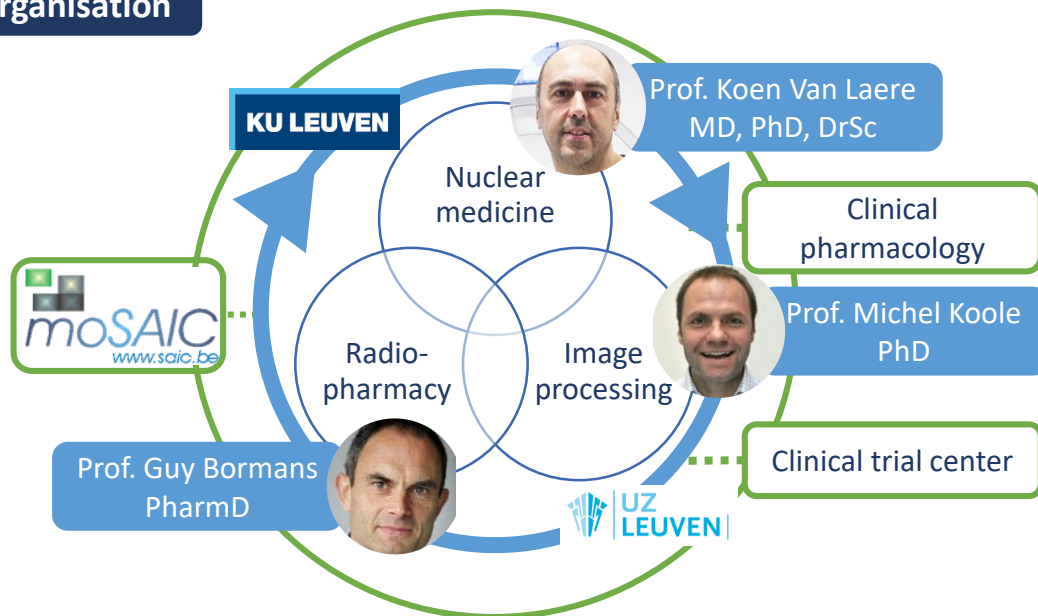 rganisation
KU LEUVEN
Prof. Koen Van Laere
MD, PhD, DrSc
Nuclear
medicine
Clinical
pharmacology
moSAIC
www.saic.be
Prof. Michel Koole
PhD
Radio-
pharmacy
Image
processing
Prof. Guy Bormans
PharmD
Clinical trial center
UZ
LEUVEN